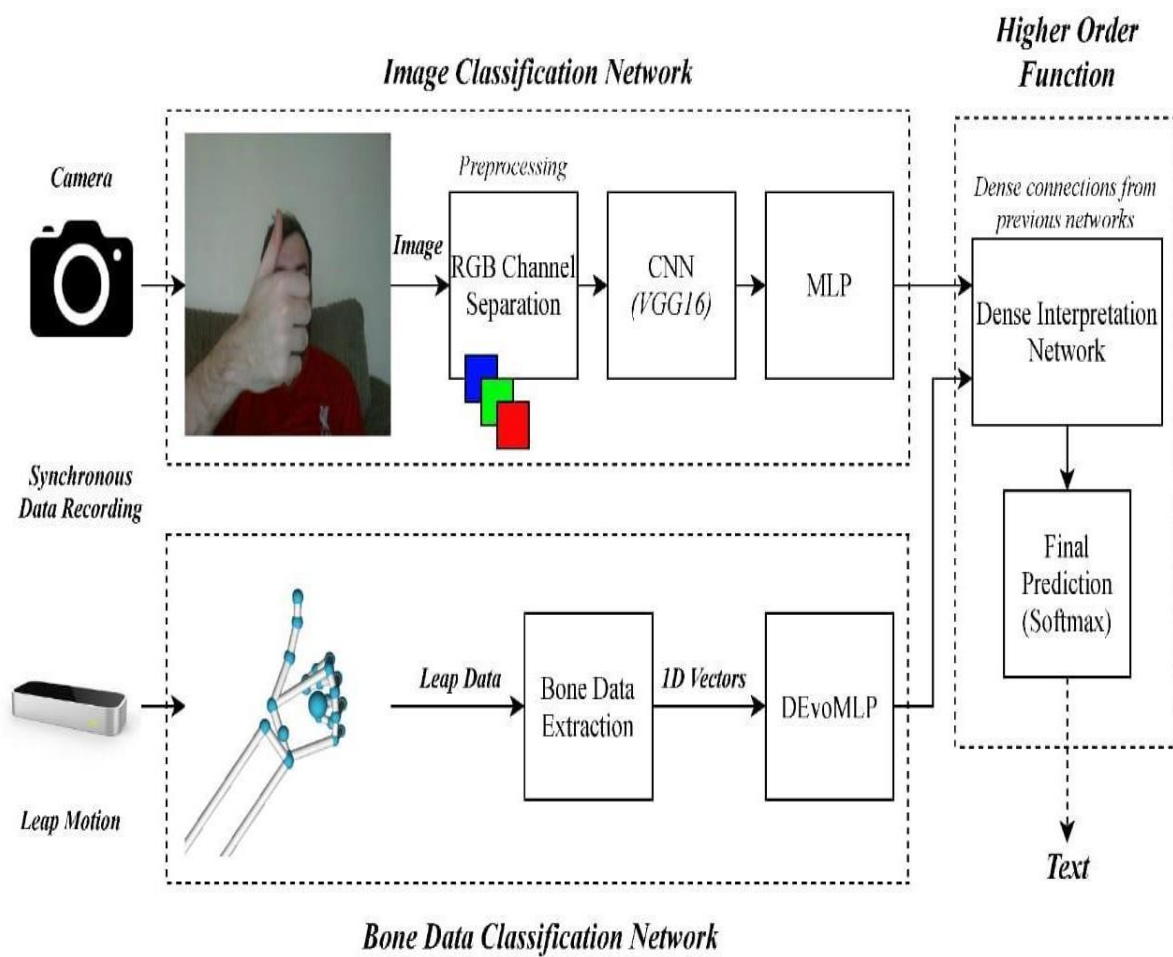 Higher Order
Function
Image Classification Network
Camera
Preprocessing
Image
RGB Channel
Separation
CNN
(VGG16)
MLP
Dense connections from
previous networks
Dense Interpretation
Network
Synchronous
Data Recording
Final
Prediction
(Softmax)
Leap Data
Bone Data
Extraction
1D Vectors
DEvoMLP
Leap Motion
Text
Bone Data Classification Network